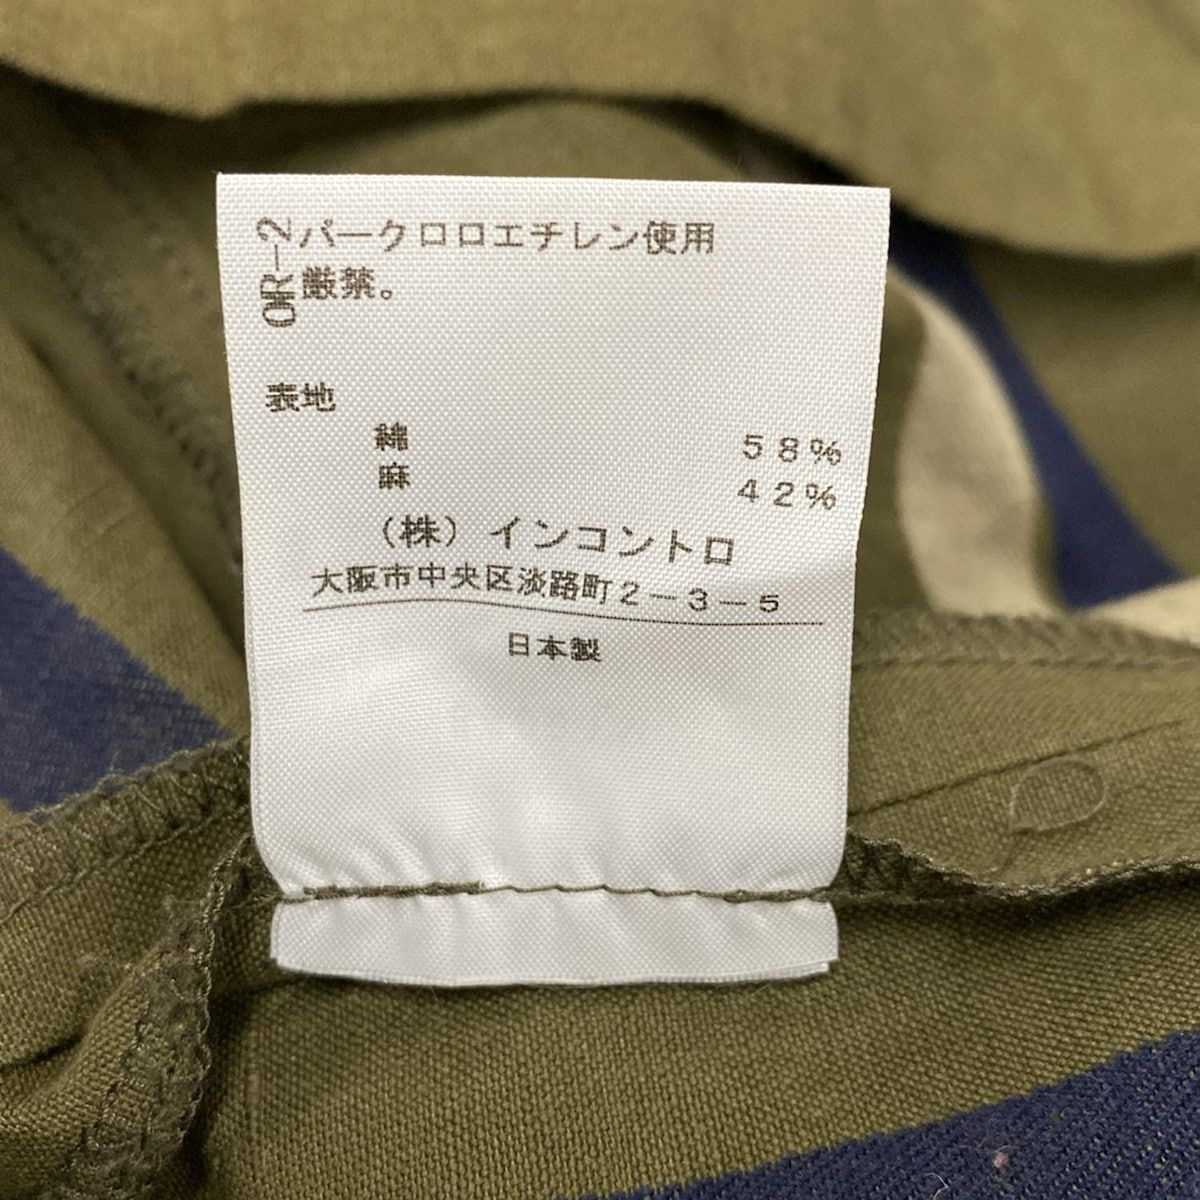 OR-2
パークロロエチレン使用
厳禁。
表地
綿 58%
麻 42%
（株）インコントロ
大阪市中央区淡路町2-3-5
日本製